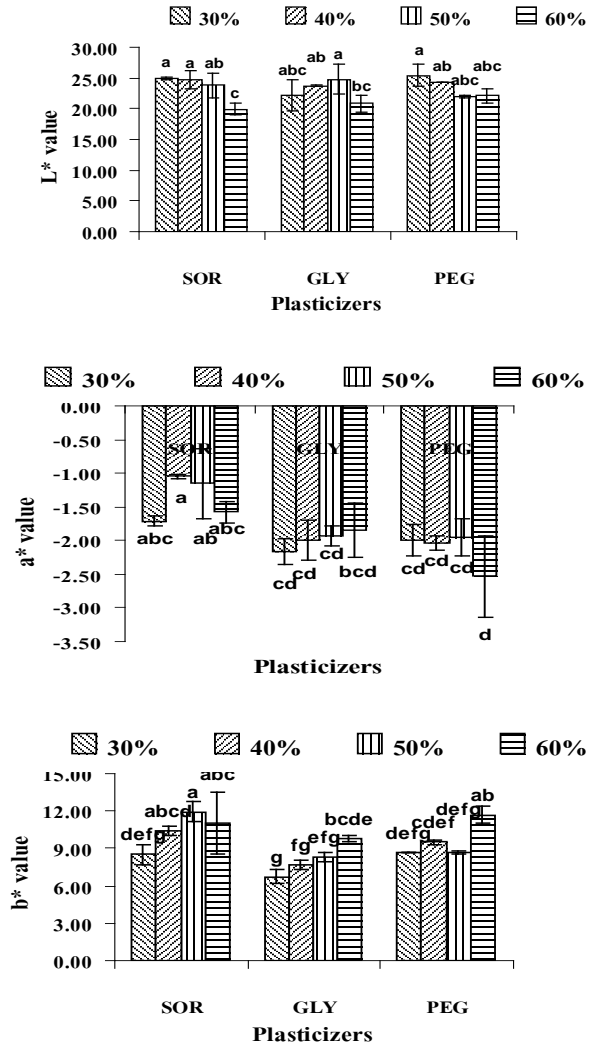 30% 40% 50% 60%
30.00
25.00
20.00
15.00
10.00
5.00
0.00
L* value
a a ab c
abc ab a bc
a ab abc abc
SOR GLY PEG
Plasticizers
30% 40% 50% 60%
0.00
-0.50
-1.00
-1.50
-2.00
-2.50
-3.00
-3.50
a* value
SOR GLY PEG
abc a ab abc
cd cd cd bcd
cd cd cd d
Plasticizers
30% 40% 50% 60%
15.00
12.00
9.00
6.00
3.00
0.00
b* value
defg abcd a abc
g fg efg bcde
defg cdef defg ab
SOR GLY PEG
Plasticizers